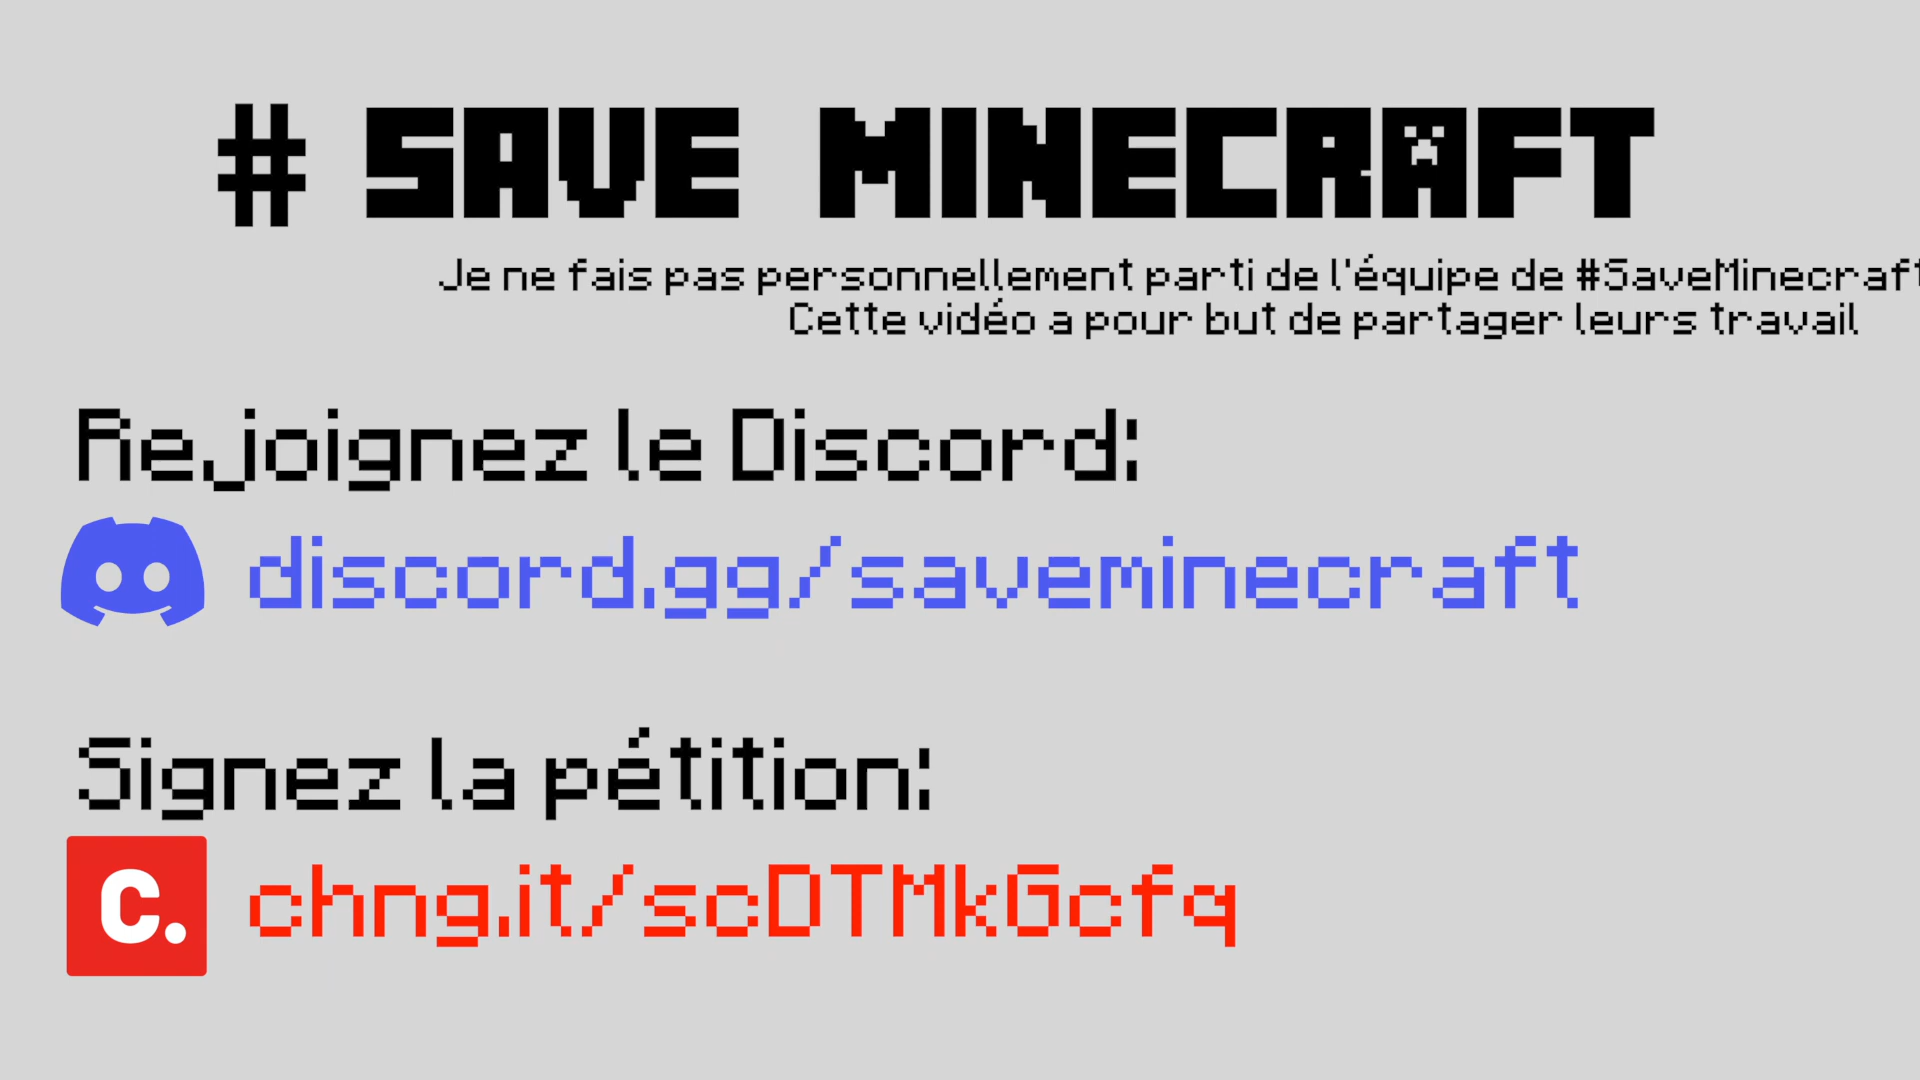 # SAVE MINECRAFT
Je ne fais pas personnellement parti de l'équipe de #SaveMinecraft
Cette vidéo a pour but de partager leurs travail
Rejoignez le Discord:
discord.gg/saveminecraft
Signez la pétition:
C. chng.it/scDTMkGcfq